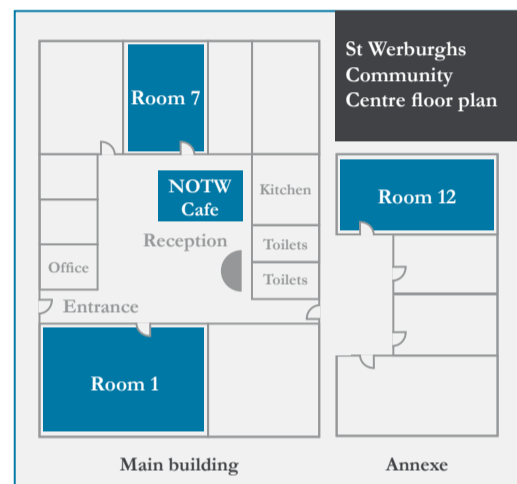 St Werburghs
Community
Centre floor plan
Room 7
NOTW
Cafe
Kitchen
Room 12
Reception
Toilets
Office
Toilets
Entrance
Room 1
Main building
Annexe